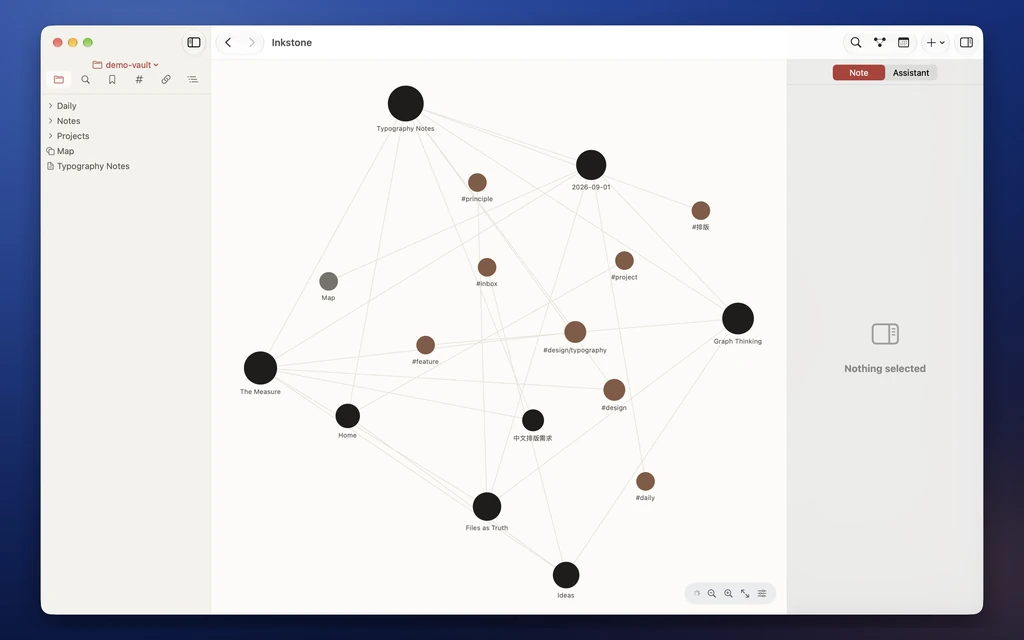 Inkstone
demo-vault
Daily
Notes
Projects
Map
Typography Notes
Typography Notes
2026-09-01
#principle
#排版
#inbox
#project
Map
#design/typography
Graph Thinking
#feature
The Measure
#design
Home
中文排版需求
#daily
Files as Truth
Ideas
Note
Assistant
Nothing selected